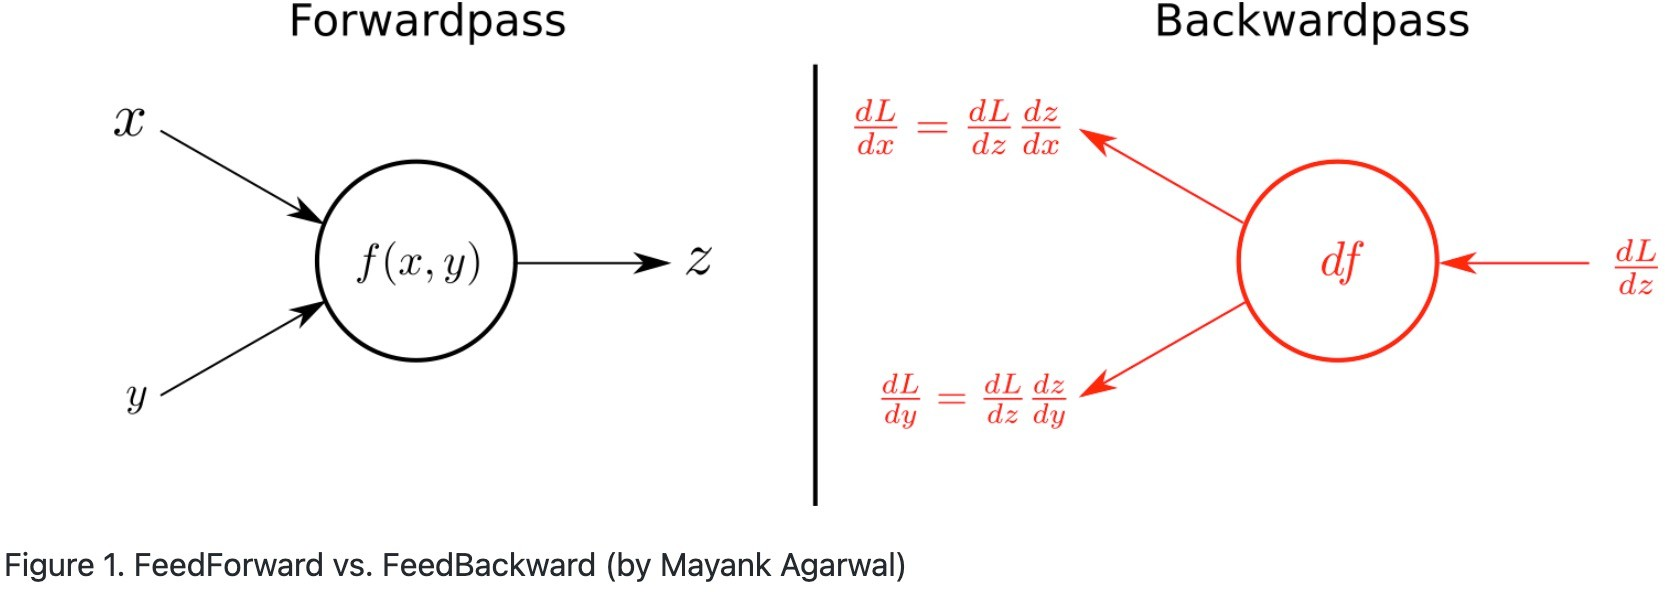 Forwardpass
x
f(x, y)
z
y
Backwardpass
dL/dx = dL/dz dz/dx
df
dL/dz
dL/dy = dL/dz dz/dy
Figure 1. FeedForward vs. FeedBackward (by Mayank Agarwal)